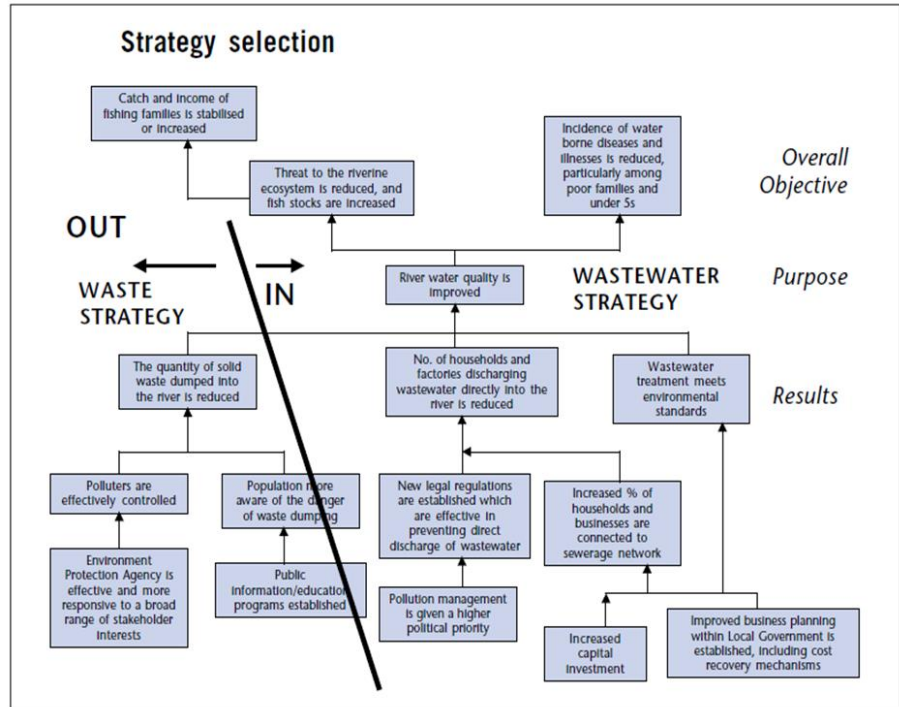 Strategy selection
Catch and income of
fishing families is stabilised
or increased
Incidence of water
borne diseases and
illnesses is reduced,
particularly among
poor families and
under 5s
Overall
Objective
Threat to the riverine
ecosystem is reduced, and
fish stocks are increased
OUT
IN
WASTE
STRATEGY
River water quality is
improved
WASTEWATER
STRATEGY
Purpose
The quantity of solid
waste dumped into
the river is reduced
No. of households and
factories discharging
wastewater directly into the
river is reduced
Wastewater
treatment meets
environmental
standards
Results
Polluters are
effectively controlled
Population more
aware of the danger
of waste dumping
New legal regulations
are established which
are effective in
preventing direct
discharge of wastewater
Increased % of
households and
businesses are
connected to
sewerage network
Environment
Protection Agency is
effective and more
responsive to a broad
range of stakeholder
interests
Public
information/education
programs established
Pollution management
is given a higher
political priority
Increased
capital
investment
Improved business planning
within Local Government is
established, including cost
recovery mechanisms